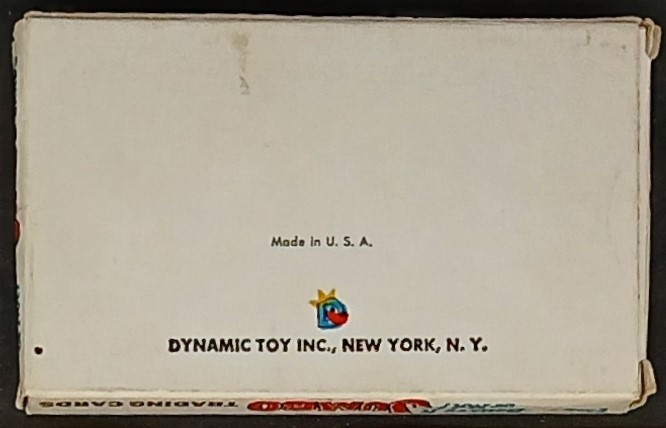 Made in U. S. A.
DYNAMIC TOY INC., NEW YORK, N. Y.
TRADING CARDS